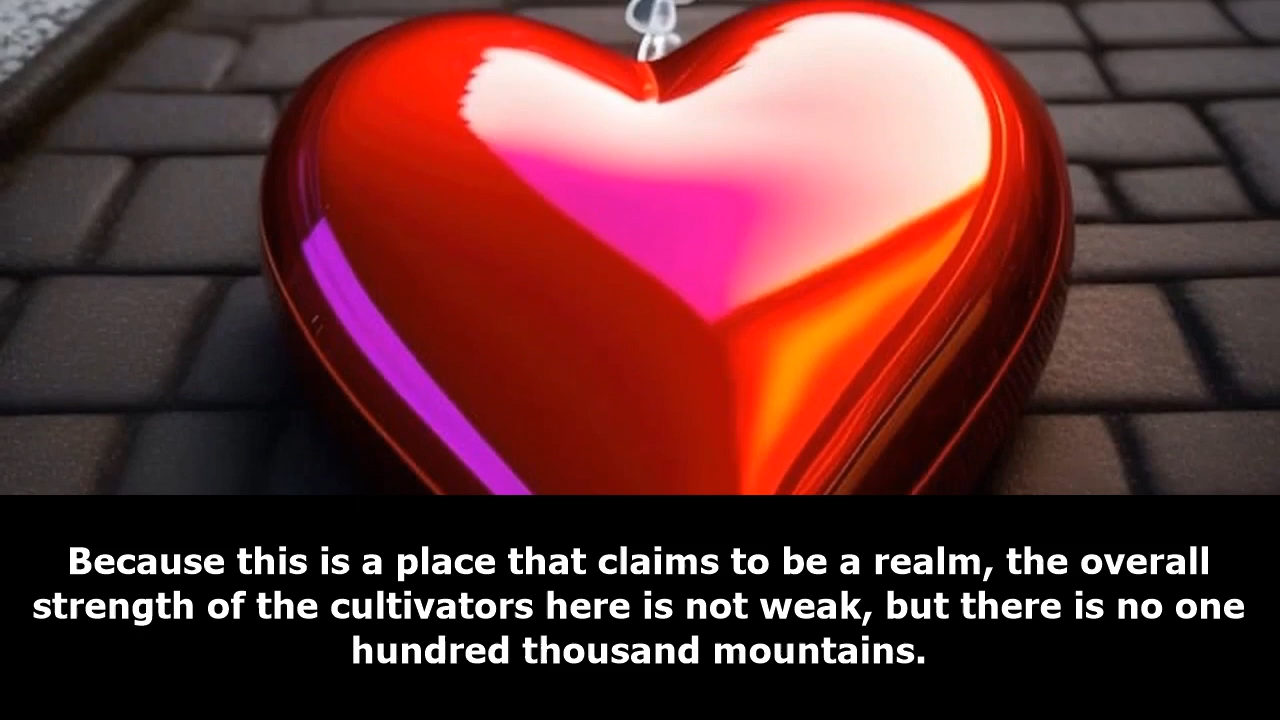 Because this is a place that claims to be a realm, the overall
strength of the cultivators here is not weak, but there is no one
hundred thousand mountains.